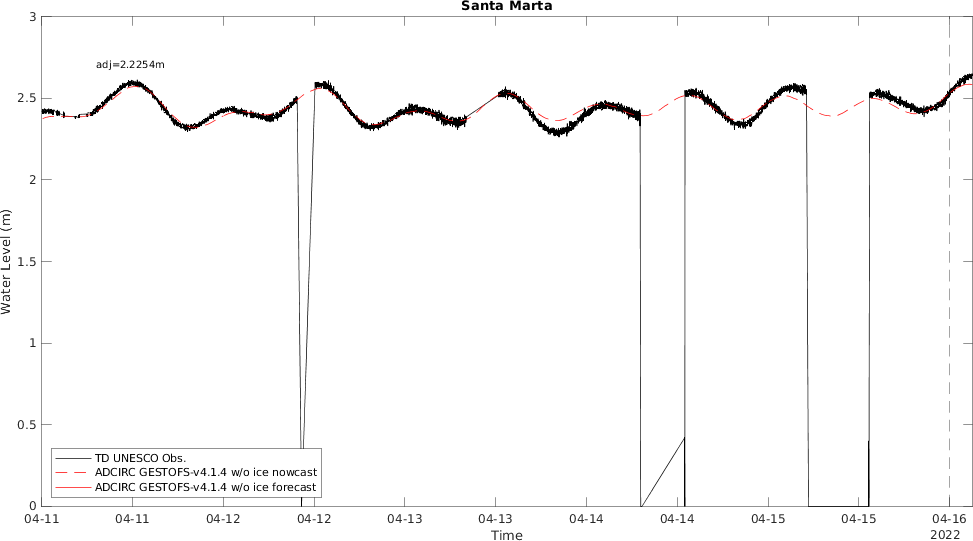 Santa Marta
adj=2.2254m
3
2.5
2
1.5
1
0.5
0
Water Level (m)
TD UNESCO Obs.
ADCIRC GESTOFS-v4.1.4 w/o ice nowcast
ADCIRC GESTOFS-v4.1.4 w/o ice forecast
04-11 04-11 04-12 04-12 04-13 04-13 04-14 04-14 04-15 04-15 04-16
Time
2022